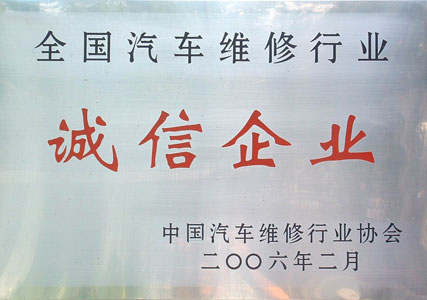 全国汽车维修行业
诚信企业
中国汽车维修行业协会
二〇〇六年二月